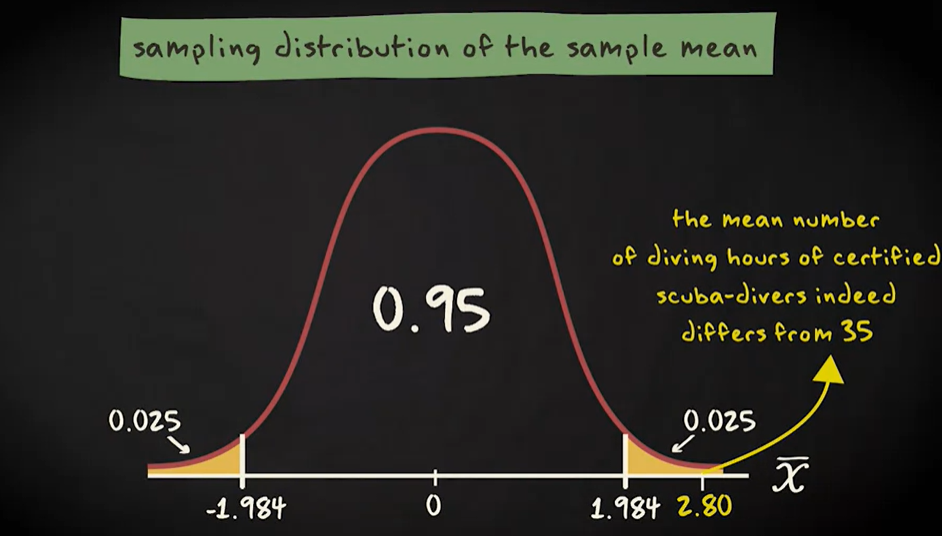 sampling distribution of the sample mean
the mean number
of diving hours of certified
scuba-divers indeed
differs from 35
0.95
0.025
0.025
x̅
-1.984
0
1.984
2.80